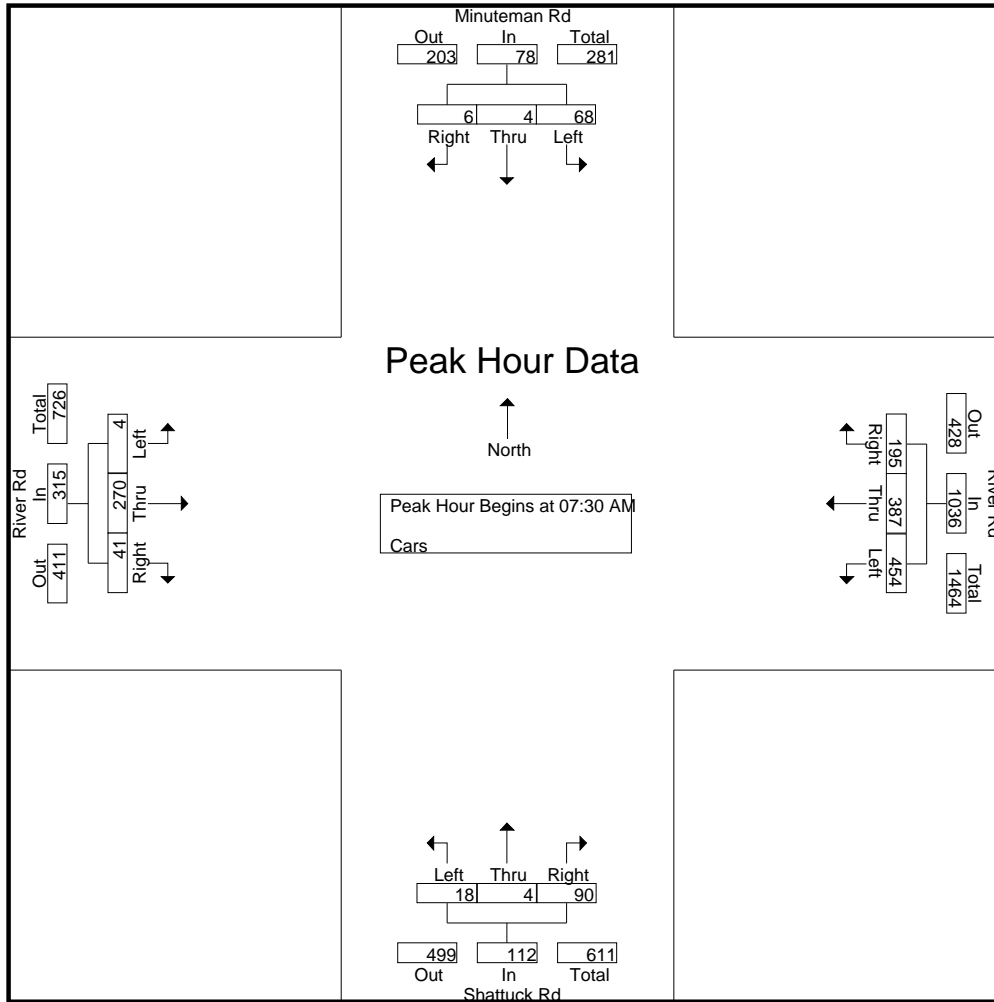 Minuteman Rd
Out In Total
203 78 281
6 4 68
Right Thru Left
Peak Hour Data
North
Peak Hour Begins at 07:30 AM
Cars
River Rd
Total In Out
726 315 411
4 270 41
Left Thru Right
Right Thru Left
195 387 454
Out In Total
428 1036 1464
River Rd
Left Thru Right
18 4 90
499 112 611
Out In Total
Shattuck Rd